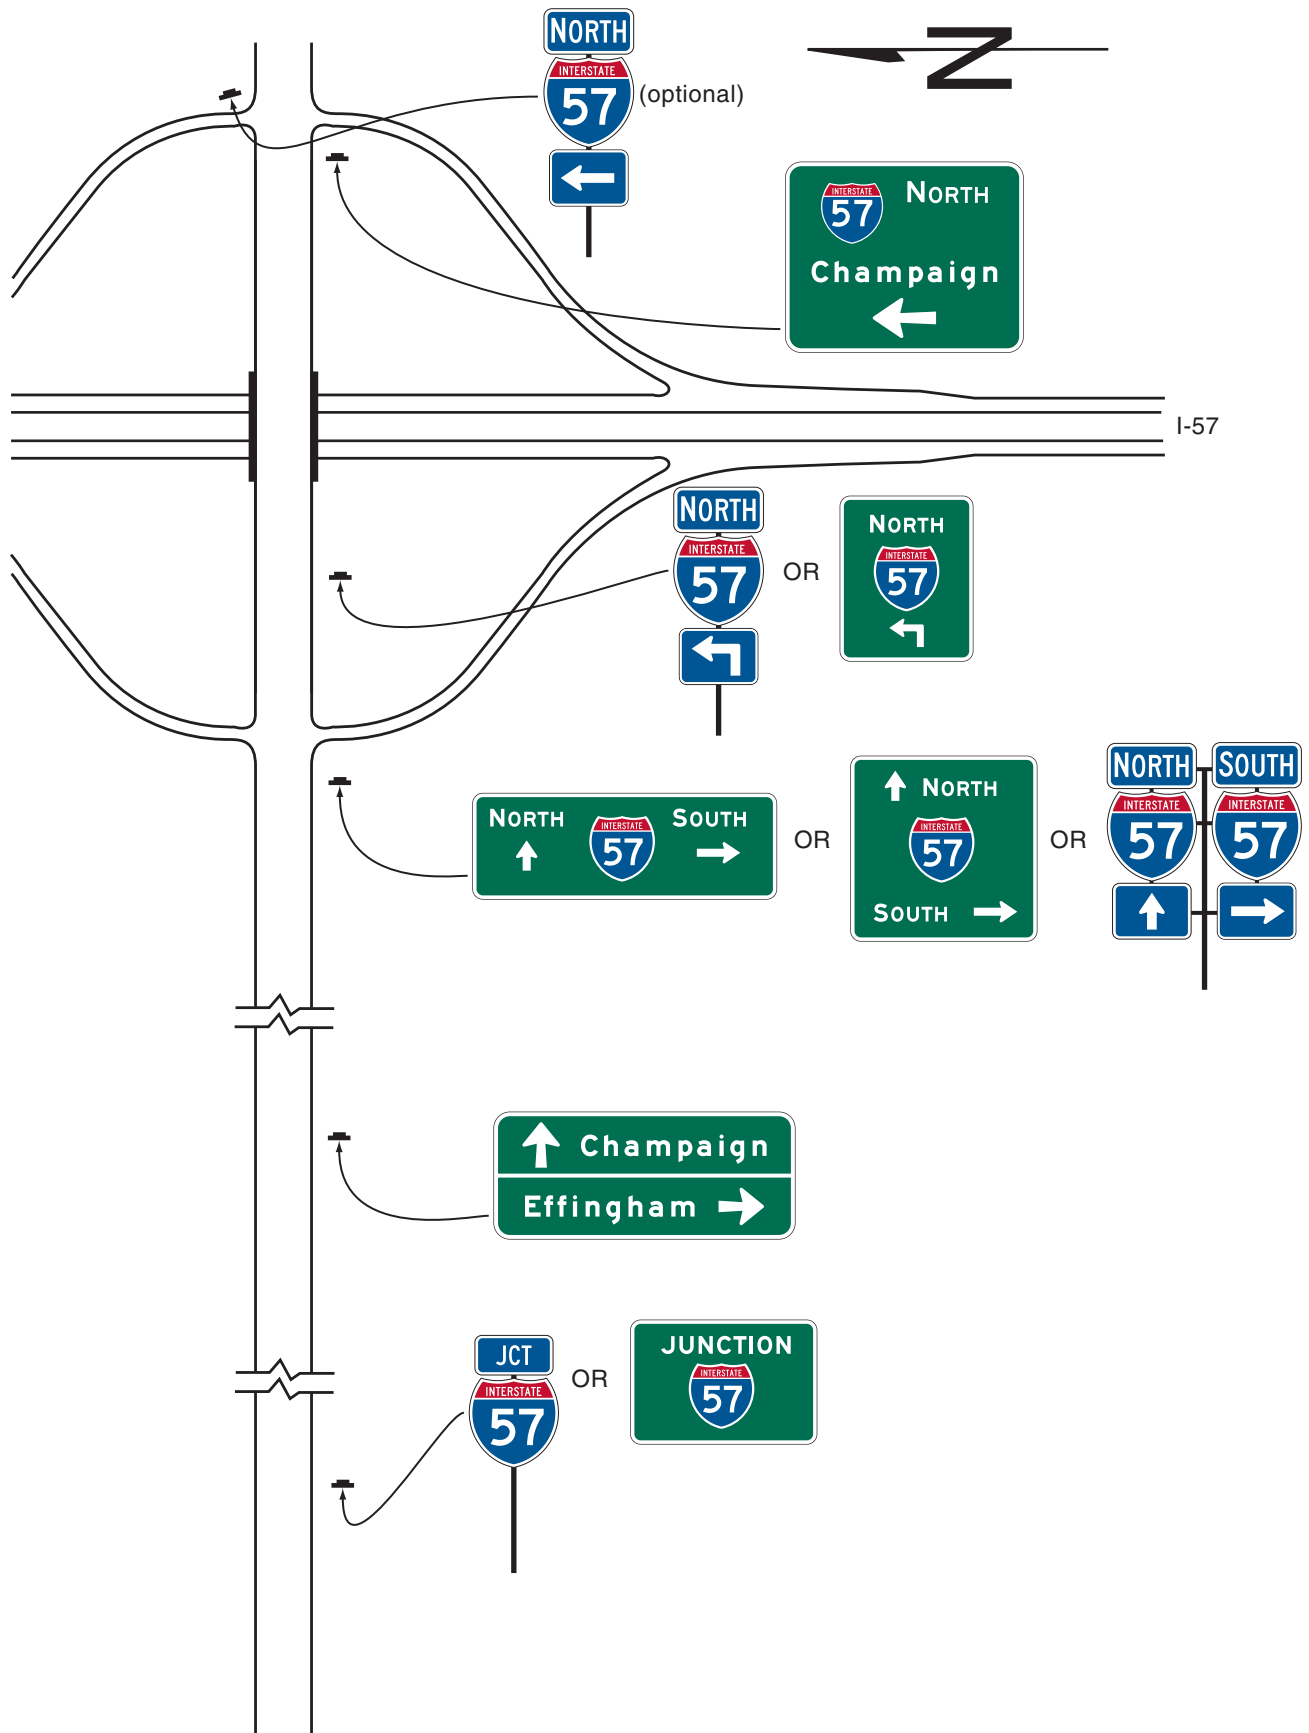 NORTH
INTERSTATE
57
(optional)
N
INTERSTATE
57
NORTH
Champaign
I-57
NORTH
INTERSTATE
57
OR
NORTH
INTERSTATE
57
NORTH
INTERSTATE
57
SOUTH
OR
NORTH
INTERSTATE
57
SOUTH
OR
NORTH
INTERSTATE
57
SOUTH
INTERSTATE
57
Champaign
Effingham
JCT
INTERSTATE
57
OR
JUNCTION
INTERSTATE
57